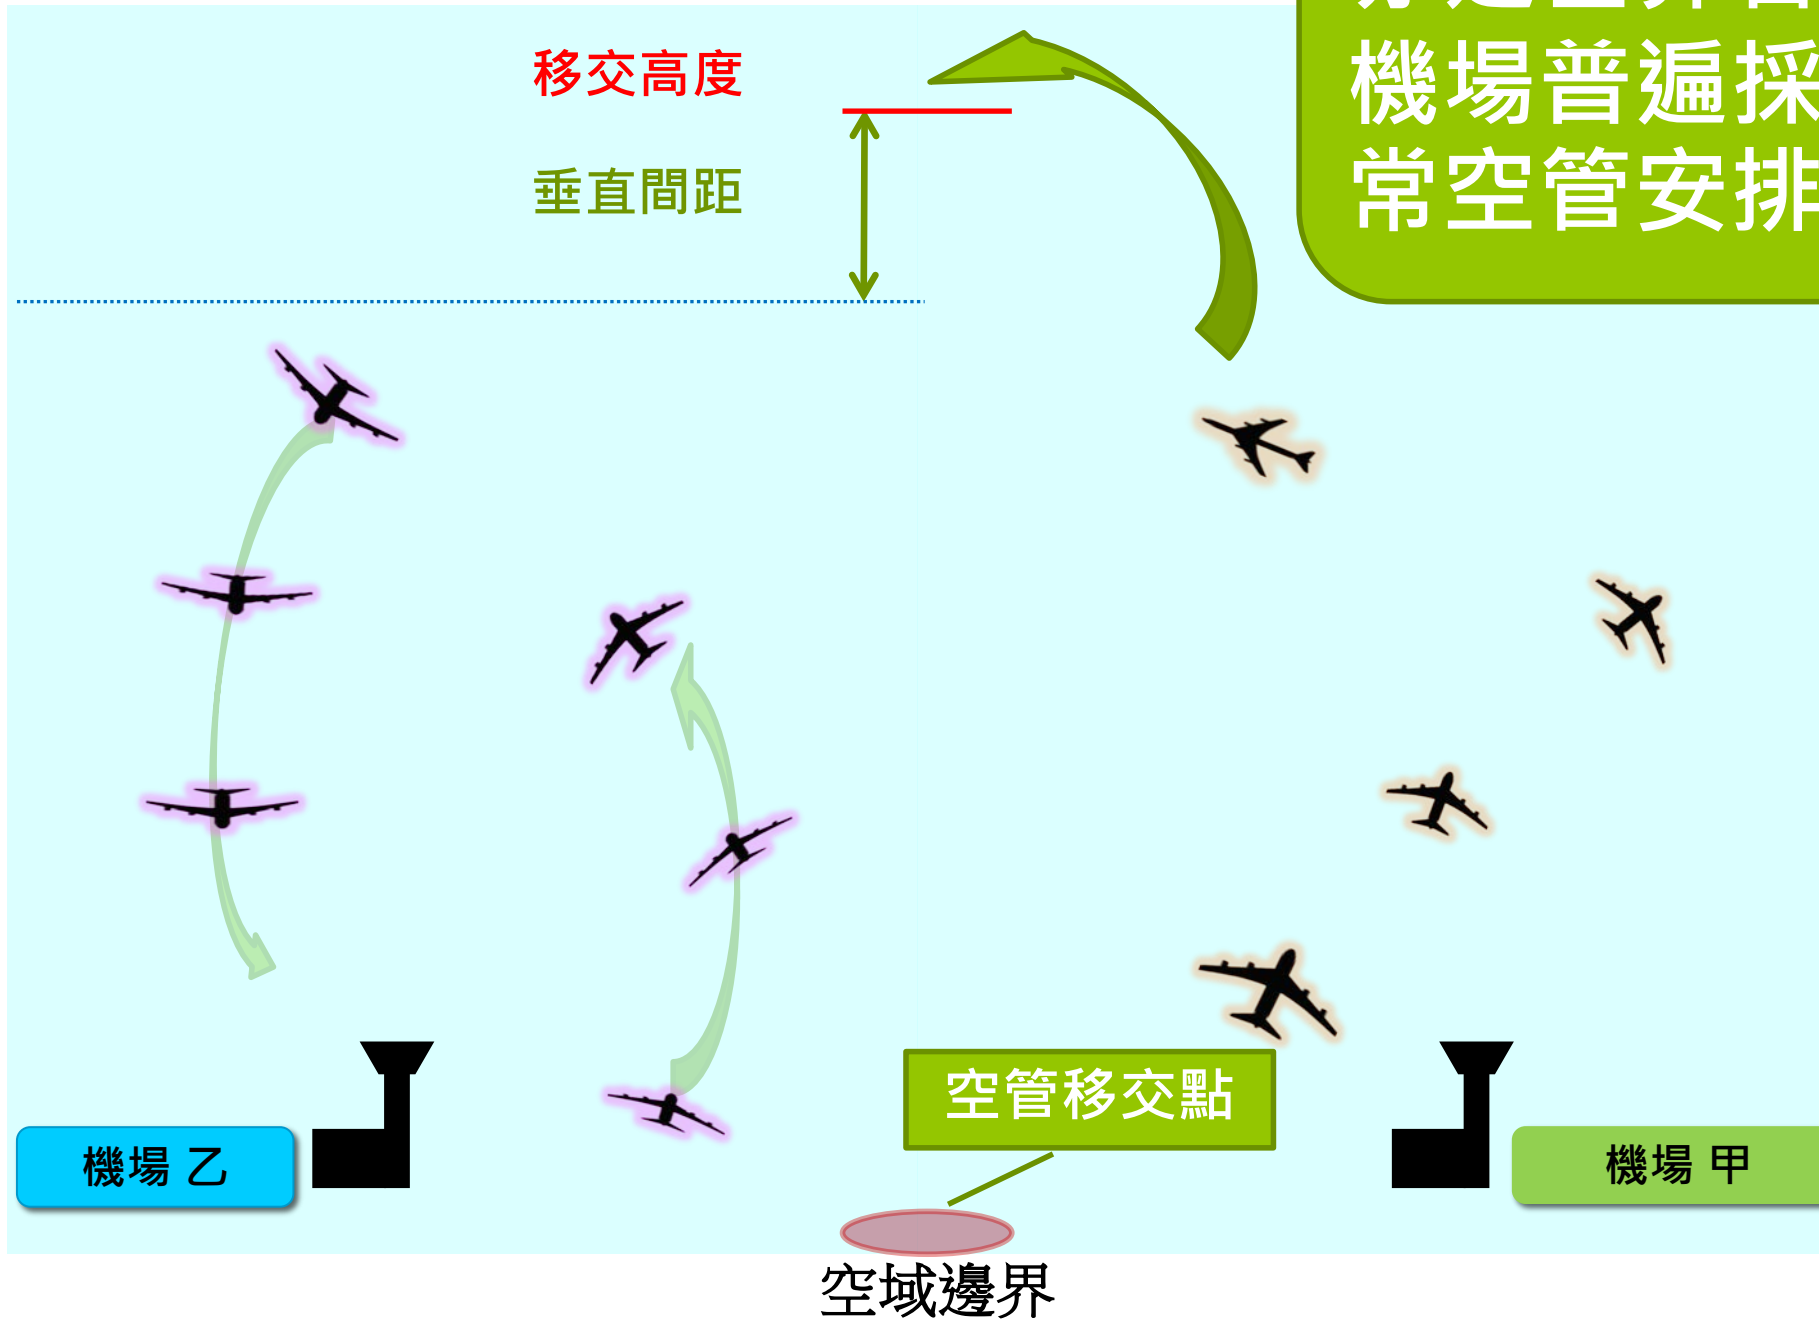 機場普遍採
常空管安排
移交高度
垂直間距
空管移交點
機場 乙
機場 甲
空域邊界